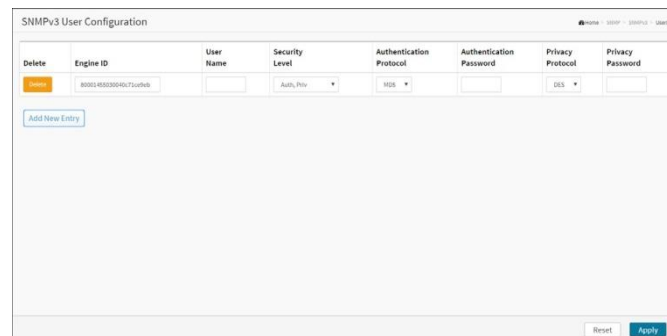 SNMPv3 User Configuration
Home > SNMP > SNMPv3 > User
Delete Engine ID User Name Security Level Authentication Protocol Authentication Password Privacy Protocol Privacy Password
Delete Auth, Priv MD5 DES
Add New Entry
Reset Apply